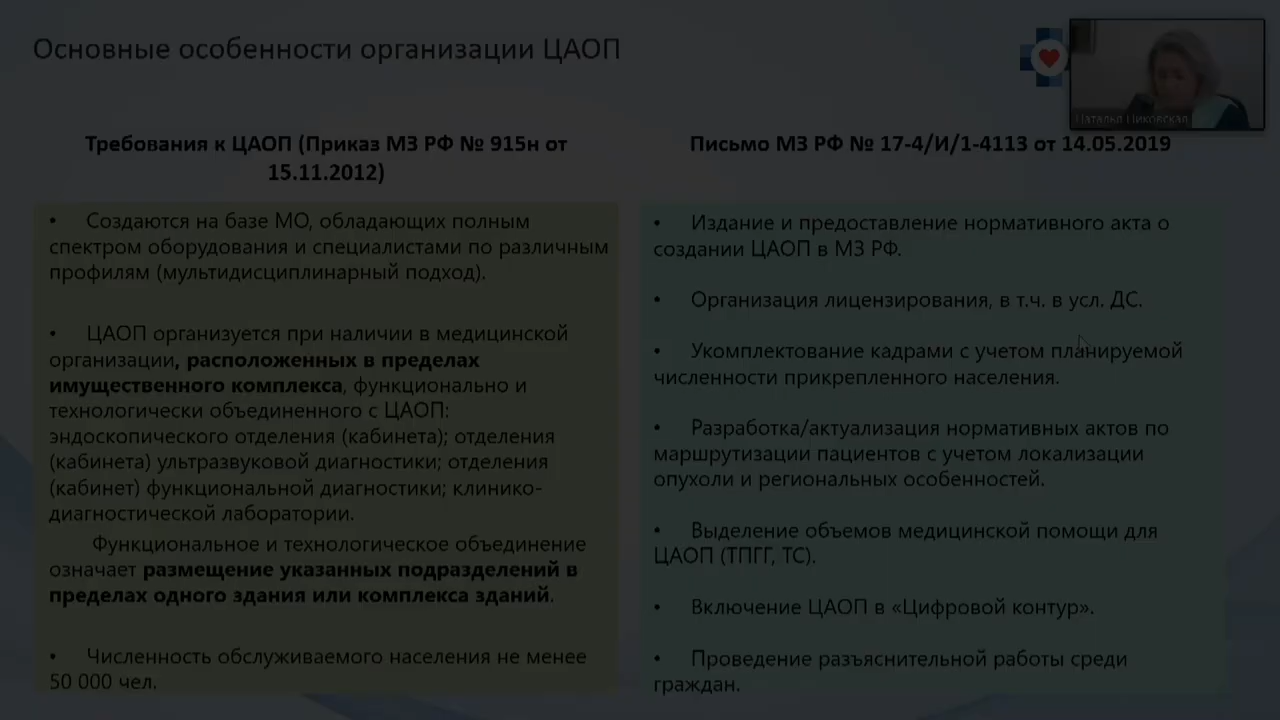 Основные особенности организации ЦАОП
Наталья Циковская
Требования к ЦАОП (Приказ МЗ РФ № 915н от
15.11.2012)
• Создаются на базе МО, обладающих полным
спектром оборудования и специалистами по различным
профилям (мультидисциплинарный подход).
• ЦАОП организуется при наличии в медицинской
организации, расположенных в пределах
имущественного комплекса, функционально и
технологически объединенного с ЦАОП:
эндоскопического отделения (кабинета); отделения
(кабинета) ультразвуковой диагностики; отделения
(кабинет) функциональной диагностики; клинико-
диагностической лаборатории.
Функциональное и технологическое объединение
означает размещение указанных подразделений в
пределах одного здания или комплекса зданий.
• Численность обслуживаемого населения не менее
50 000 чел.
Письмо МЗ РФ № 17-4/И/1-4113 от 14.05.2019
• Издание и предоставление нормативного акта о
создании ЦАОП в МЗ РФ.
• Организация лицензирования, в т.ч. в усл. ДС.
• Укомплектование кадрами с учетом планируемой
численности прикрепленного населения.
• Разработка/актуализация нормативных актов по
маршрутизации пациентов с учетом локализации
опухоли и региональных особенностей.
• Выделение объемов медицинской помощи для
ЦАОП (ТПГГ, ТС).
• Включение ЦАОП в «Цифровой контур».
• Проведение разъяснительной работы среди
граждан.